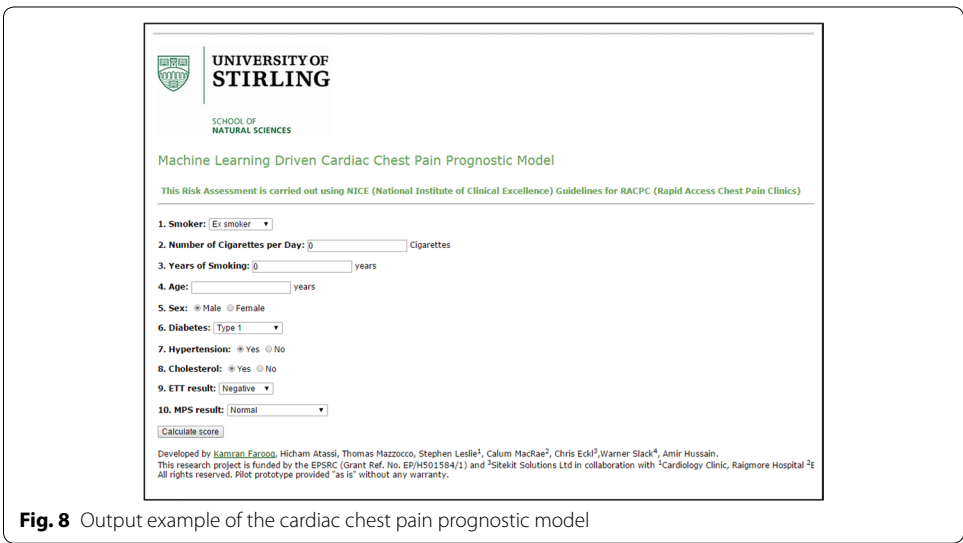 UNIVERSITY OF
STIRLING
SCHOOL OF
NATURAL SCIENCES
Machine Learning Driven Cardiac Chest Pain Prognostic Model
This Risk Assessment is carried out using NICE (National Institute of Clinical Excellence) Guidelines for RACPC (Rapid Access Chest Pain Clinics)
1. Smoker: Ex smoker
2. Number of Cigarettes per Day: 0 Cigarettes
3. Years of Smoking: 0 years
4. Age: years
5. Sex: Male Female
6. Diabetes: Type 1
7. Hypertension: Yes No
8. Cholesterol: Yes No
9. ETT result: Negative
10. MPS result: Normal
Calculate score
Developed by Kamran Farooq, Hicham Atassi, Thomas Mazzocco, Stephen Leslie1, Calum MacRae2, Chris Eckl3,Warner Slack4, Amir Hussain.
This research project is funded by the EPSRC (Grant Ref. No. EP/H501584/1) and 3Sitekit Solutions Ltd in collaboration with 1Cardiology Clinic, Raigmore Hospital 2E
All rights reserved. Pilot prototype provided "as is" without any warranty.
Fig. 8 Output example of the cardiac chest pain prognostic model